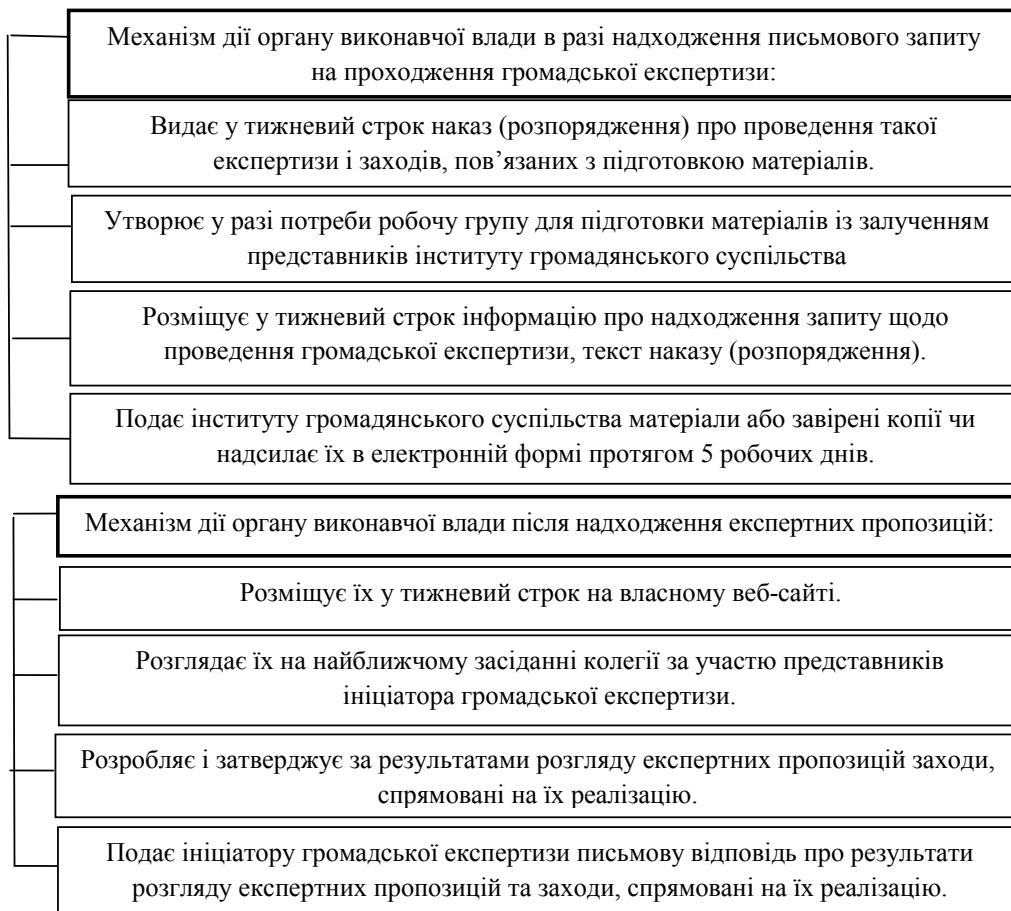 Механізм дії органу виконавчої влади в разі надходження письмового запиту
на проходження громадської експертизи:
Видає у тижневий строк наказ (розпорядження) про проведення такої
експертизи і заходів, пов’язаних з підготовкою матеріалів.
Утворює у разі потреби робочу групу для підготовки матеріалів із залученням
представників інституту громадянського суспільства
Розміщує у тижневий строк інформацію про надходження запиту щодо
проведення громадської експертизи, текст наказу (розпорядження).
Подає інституту громадянського суспільства матеріали або завірені копії чи
надсилає їх в електронній формі протягом 5 робочих днів.
Механізм дії органу виконавчої влади після надходження експертних пропозицій:
Розміщує їх у тижневий строк на власному веб-сайті.
Розглядає їх на найближчому засіданні колегії за участю представників
ініціатора громадської експертизи.
Розробляє і затверджує за результатами розгляду експертних пропозицій заходи,
спрямовані на їх реалізацію.
Подає ініціатору громадської експертизи письмову відповідь про результати
розгляду експертних пропозицій та заходи, спрямовані на їх реалізацію.